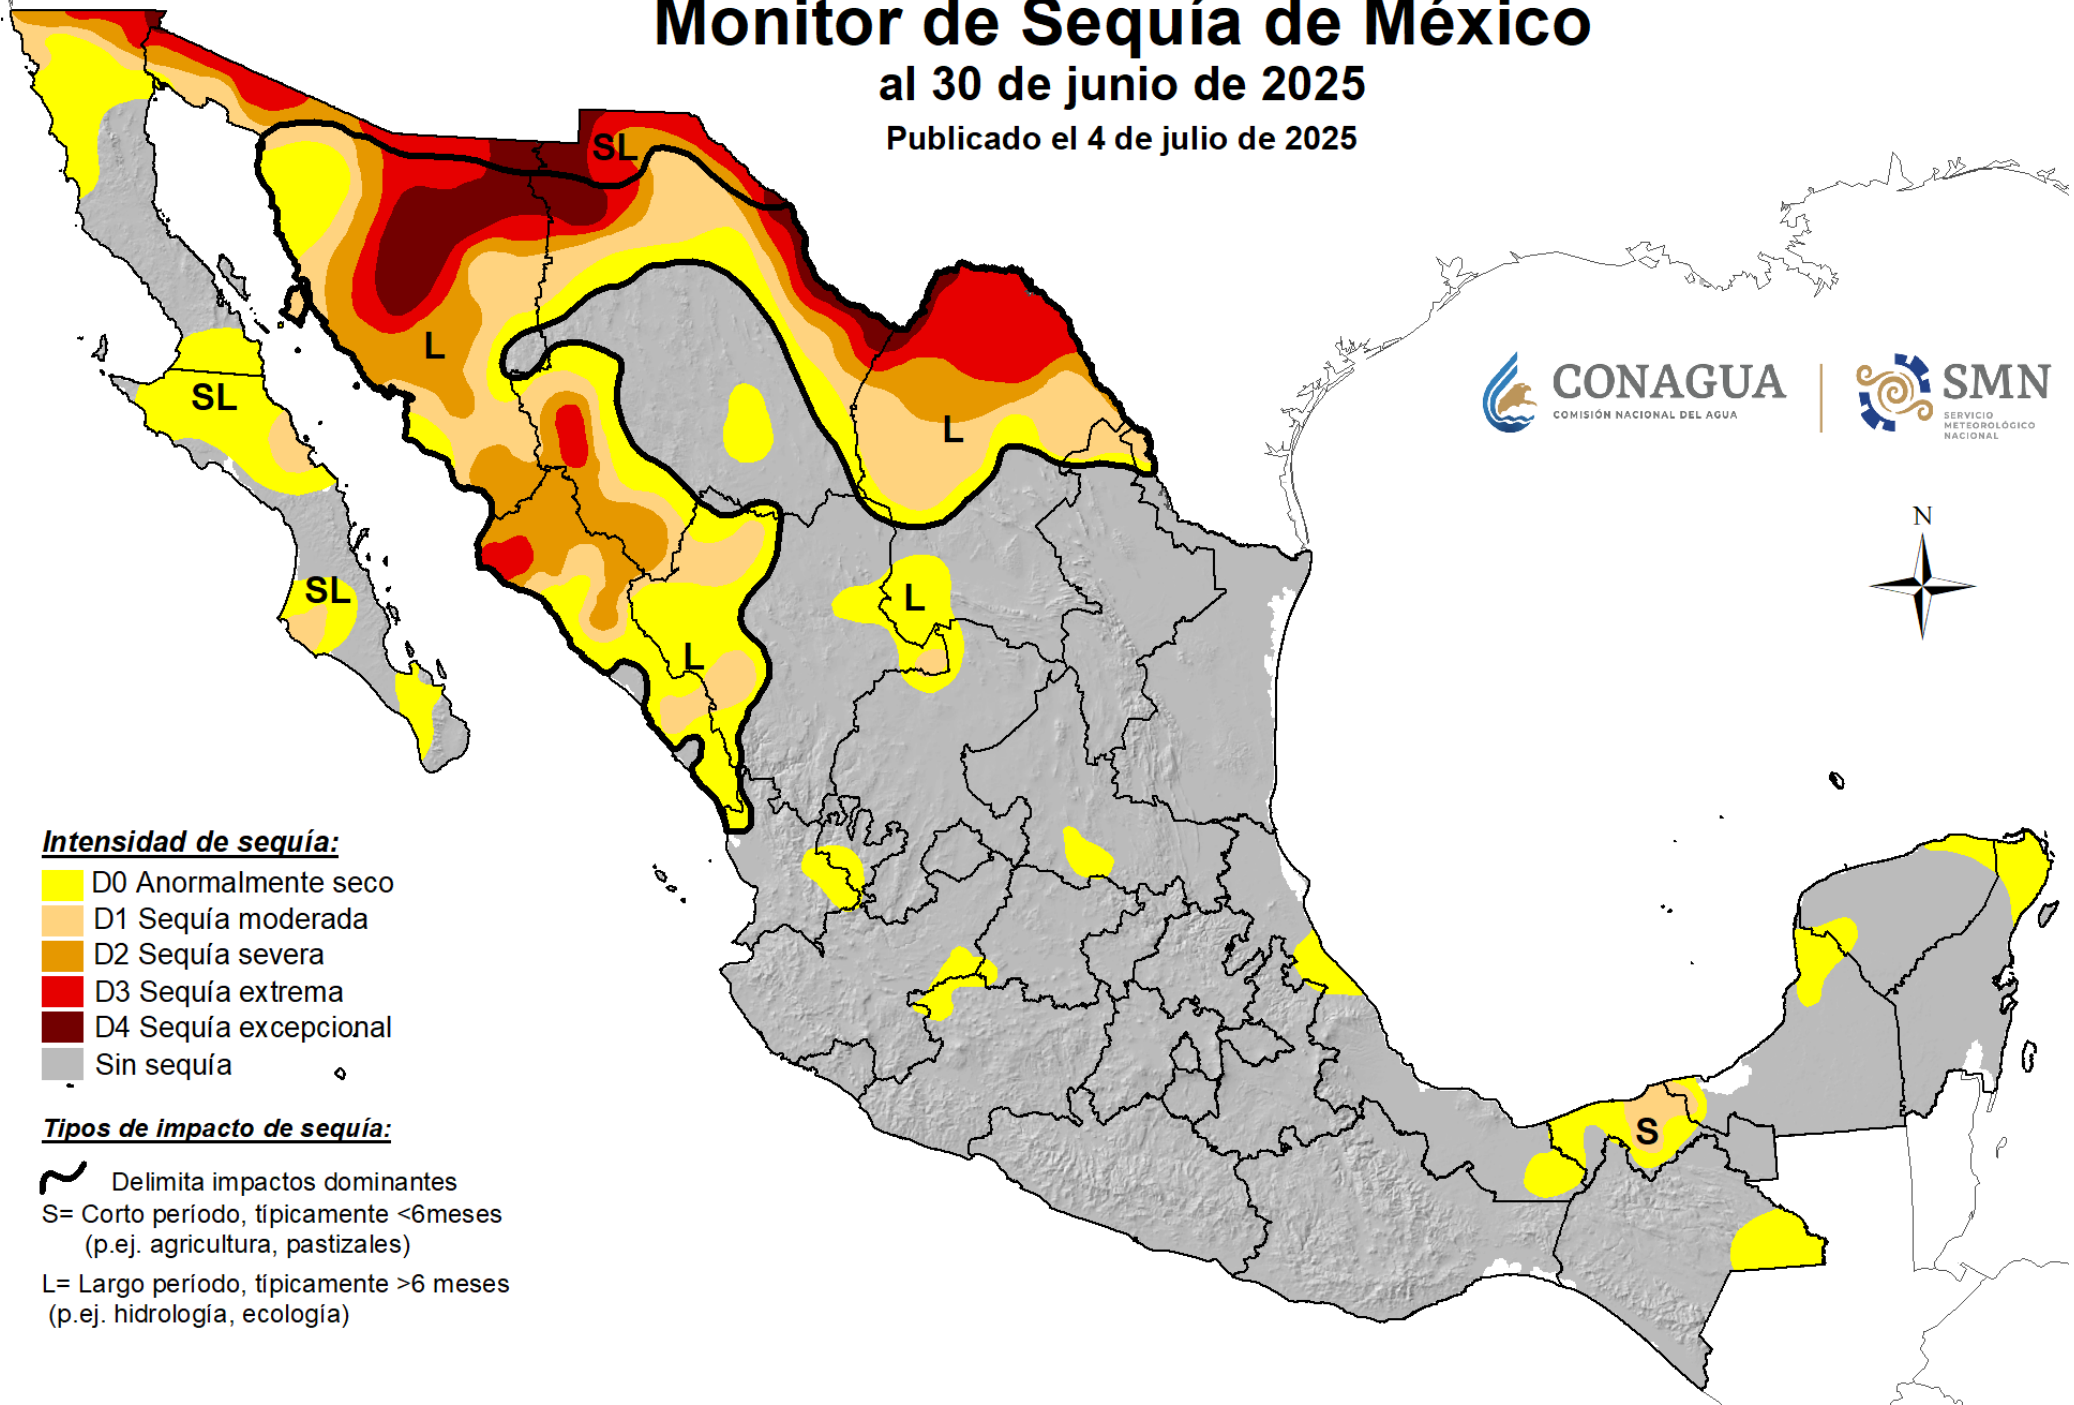 Monitor de Sequía de México
al 30 de junio de 2025
Publicado el 4 de julio de 2025
SL
L
L
SL
SL
L
L
S
CONAGUA
COMISIÓN NACIONAL DEL AGUA
SMN
SERVICIO
METEOROLÓGICO
NACIONAL
N
Intensidad de sequía:
D0 Anormalmente seco
D1 Sequía moderada
D2 Sequía severa
D3 Sequía extrema
D4 Sequía excepcional
Sin sequía
Tipos de impacto de sequía:
Delimita impactos dominantes
S= Corto período, típicamente <6meses
(p.ej. agricultura, pastizales)
L= Largo período, típicamente >6 meses
(p.ej. hidrología, ecología)